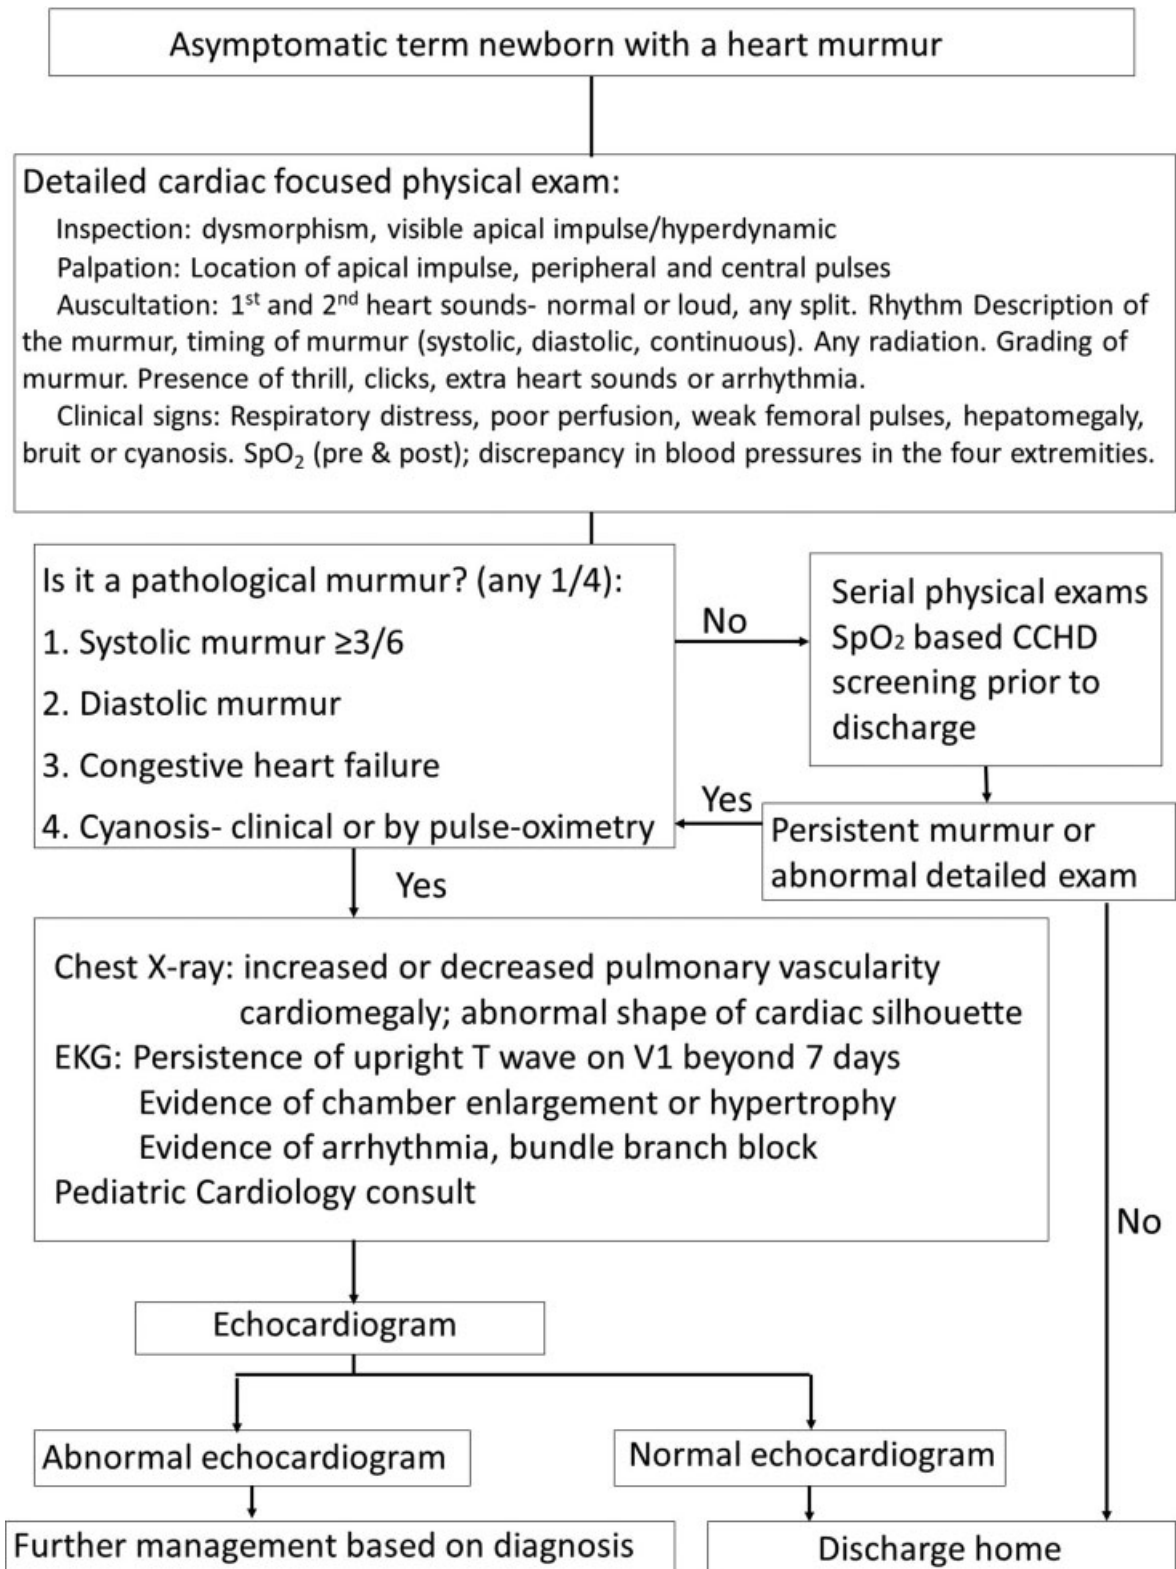 Asymptomatic term newborn with a heart murmur
Detailed cardiac focused physical exam:
Inspection: dysmorphism, visible apical impulse/hyperdynamic
Palpation: Location of apical impulse, peripheral and central pulses
Auscultation: 1st and 2nd heart sounds- normal or loud, any split. Rhythm Description of
the murmur, timing of murmur (systolic, diastolic, continuous). Any radiation. Grading of
murmur. Presence of thrill, clicks, extra heart sounds or arrhythmia.
Clinical signs: Respiratory distress, poor perfusion, weak femoral pulses, hepatomegaly,
bruit or cyanosis. SpO2 (pre & post); discrepancy in blood pressures in the four extremities.
Is it a pathological murmur? (any 1/4):
1. Systolic murmur ≥3/6
2. Diastolic murmur
3. Congestive heart failure
4. Cyanosis- clinical or by pulse-oximetry
No
Serial physical exams
SpO2 based CCHD
screening prior to
discharge
Yes
Persistent murmur or
abnormal detailed exam
Yes
Chest X-ray: increased or decreased pulmonary vascularity
cardiomegaly; abnormal shape of cardiac silhouette
EKG: Persistence of upright T wave on V1 beyond 7 days
Evidence of chamber enlargement or hypertrophy
Evidence of arrhythmia, bundle branch block
Pediatric Cardiology consult
No
Echocardiogram
Abnormal echocardiogram
Normal echocardiogram
Further management based on diagnosis
Discharge home